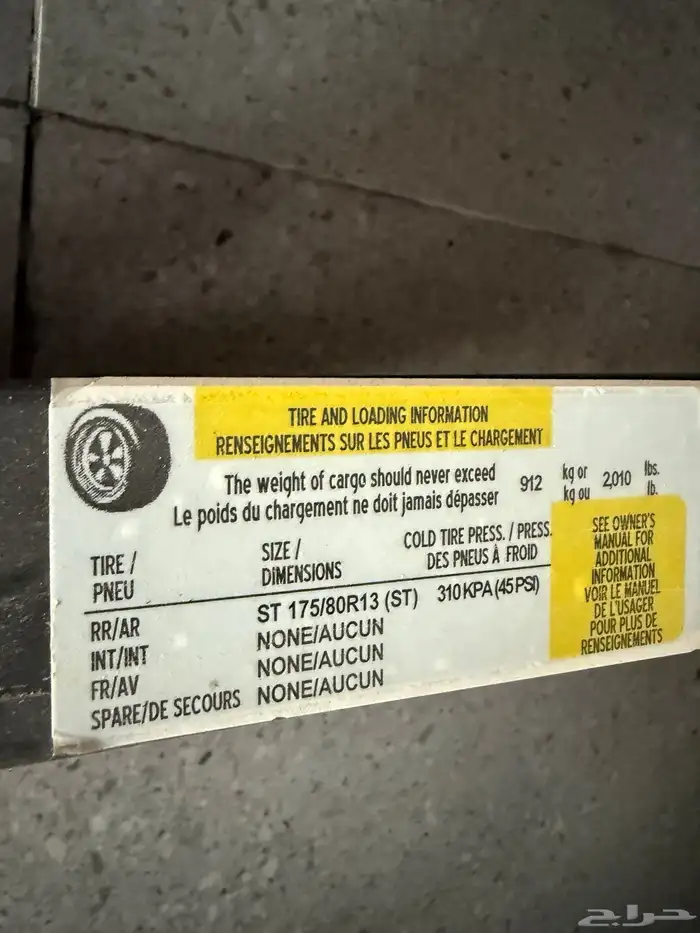 TIRE AND LOADING INFORMATION
RENSEIGNEMENTS SUR LES PNEUS ET LE CHARGEMENT
The weight of cargo should never exceed 912 kg or 2,010 lbs.
Le poids du chargement ne doit jamais dépasser kg ou lb.
TIRE / SIZE / COLD TIRE PRESS. / PRESS.
PNEU DIMENSIONS DES PNEUS À FROID
RR/AR ST 175/80R13 (ST) 310 KPA (45 PSI)
INT/INT NONE/AUCUN
FR/AV NONE/AUCUN
SPARE/DE SECOURS NONE/AUCUN
SEE OWNER'S
MANUAL FOR
ADDITIONAL
INFORMATION
VOIR LE MANUEL
DE L'USAGER
POUR PLUS DE
RENSEIGNEMENTS
حراج